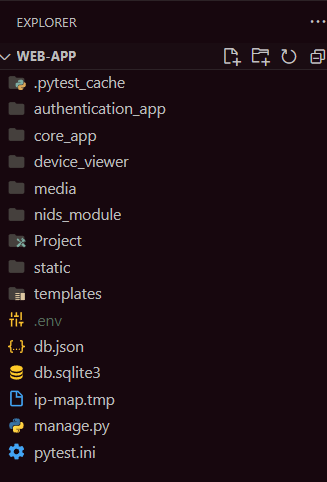 EXPLORER
WEB-APP
.pytest_cache
authentication_app
core_app
device_viewer
media
nids_module
Project
static
templates
.env
db.json
db.sqlite3
ip-map.tmp
manage.py
pytest.ini